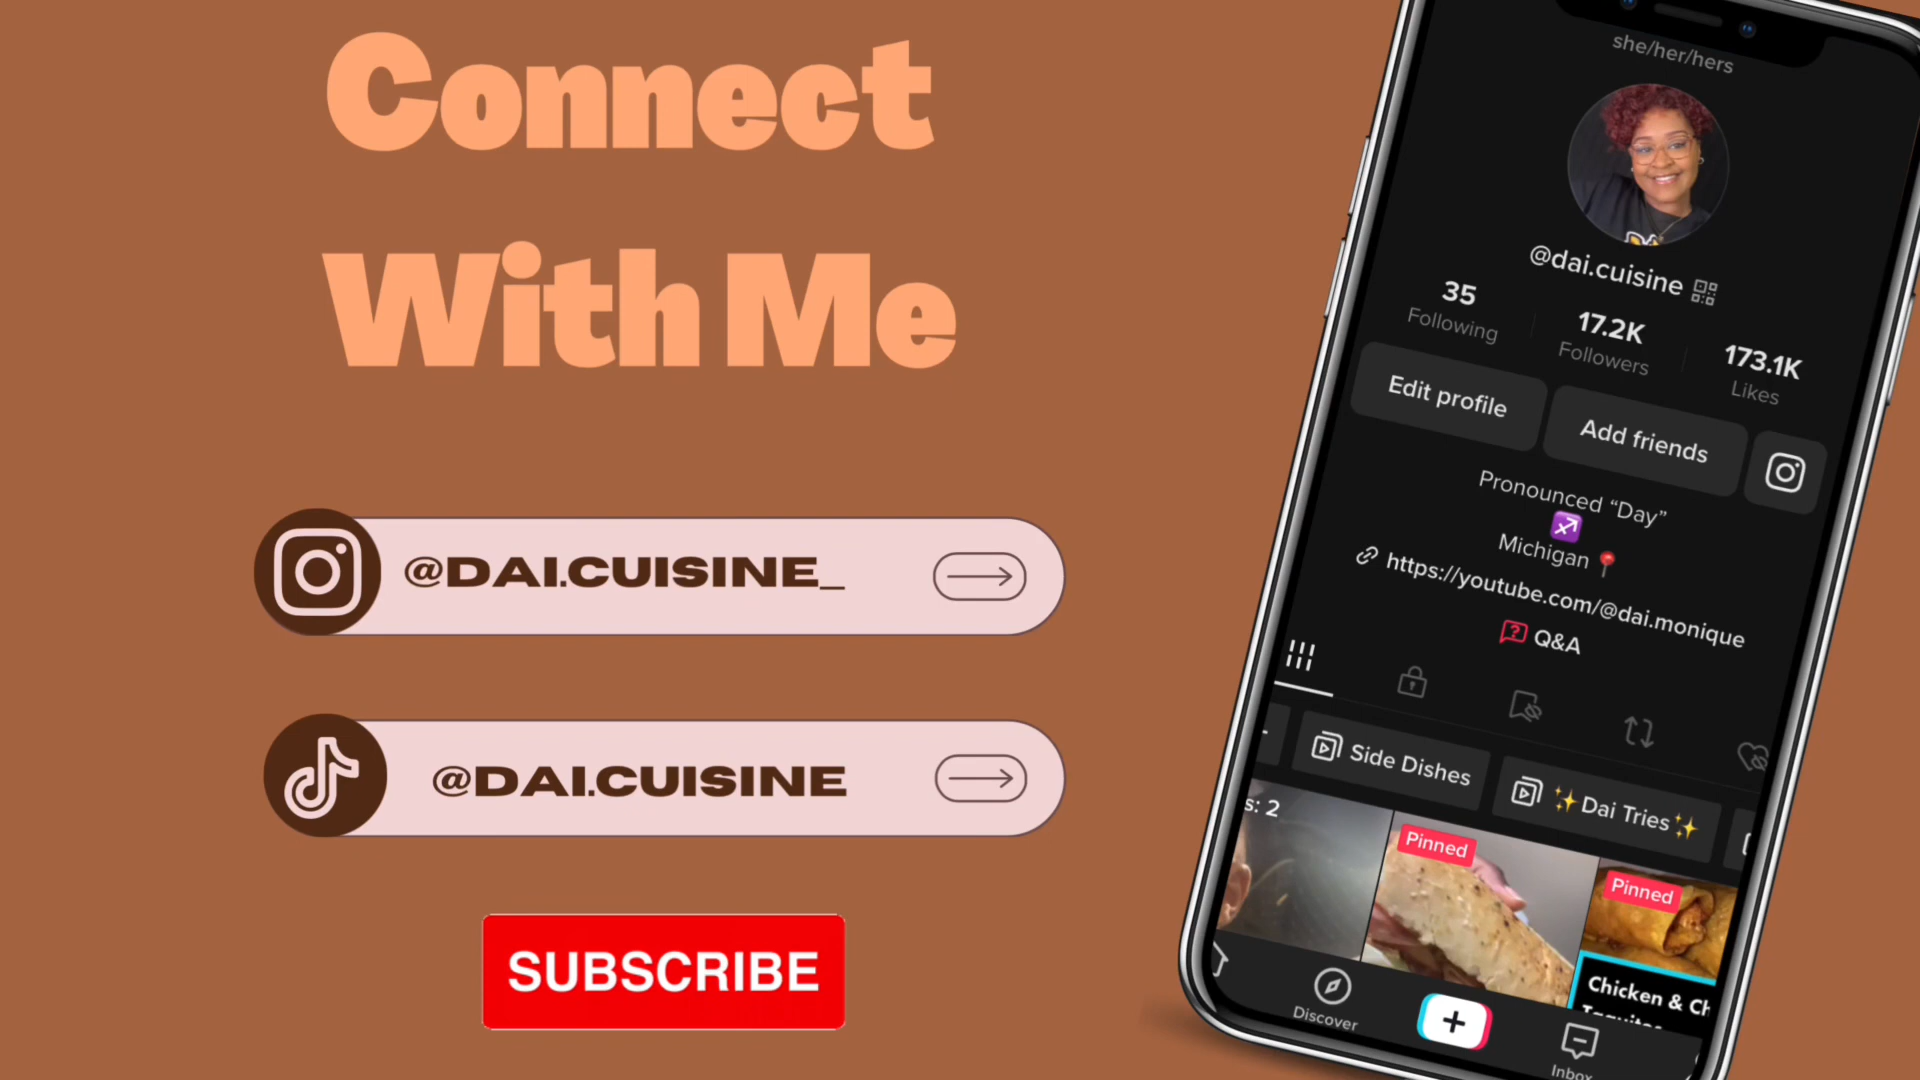 Connect
With Me
@DAI.CUISINE_
@DAI.CUISINE
SUBSCRIBE
she/her/hers
@dai.cuisine
35
Following
17.2K
Followers
173.1K
Likes
Edit profile
Add friends
Pronounced “Day”
♐
Michigan 📍
https://youtube.com/@dai.monique
Q&A
Side Dishes
✨Dai Tries✨
s: 2
Pinned
Pinned
Chicken & Ch
Discover
Inbox